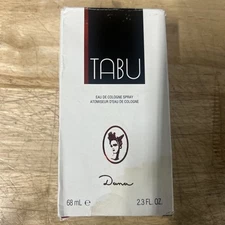 TABU
EAU DE COLOGNE SPRAY
ATOMISEUR D'EAU DE COLOGNE
Dana
68 mL e 2.3 FL. OZ.